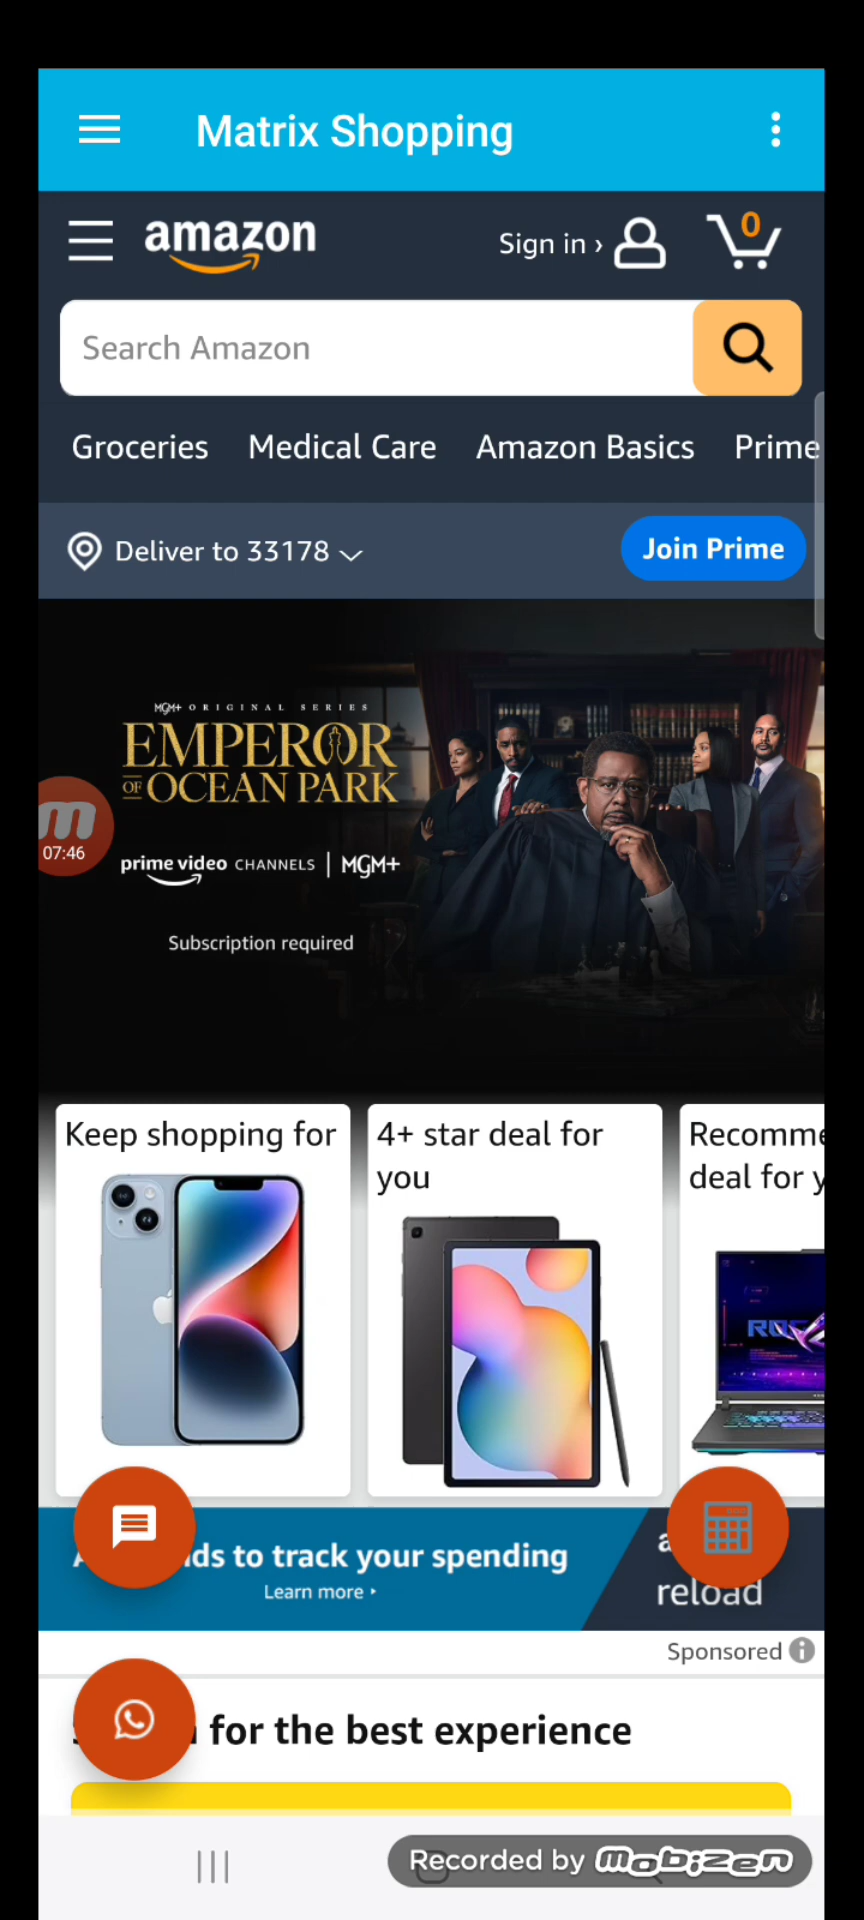 Matrix Shopping
amazon
Sign in ›
0
Search Amazon
Groceries Medical Care Amazon Basics Prime
Deliver to 33178
Join Prime
MGM+ ORIGINAL SERIES
EMPEROR
OF OCEAN PARK
prime video CHANNELS | MGM+
Subscription required
07:46
Keep shopping for
4+ star deal for
you
Recomme
deal for y
ROG
ds to track your spending
Learn more
reload
Sponsored
for the best experience
Recorded by mobizen